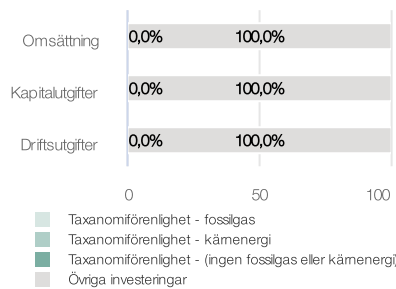 Omsättning 0,0% 100,0%
Kapitalutgifter 0,0% 100,0%
Driftsutgifter 0,0% 100,0%
0 50 100
Taxanomiförenlighet - fossilgas
Taxanomiförenlighet - kärnenergi
Taxanomiförenlighet - (ingen fossilgas eller kärnenergi)
Övriga investeringar